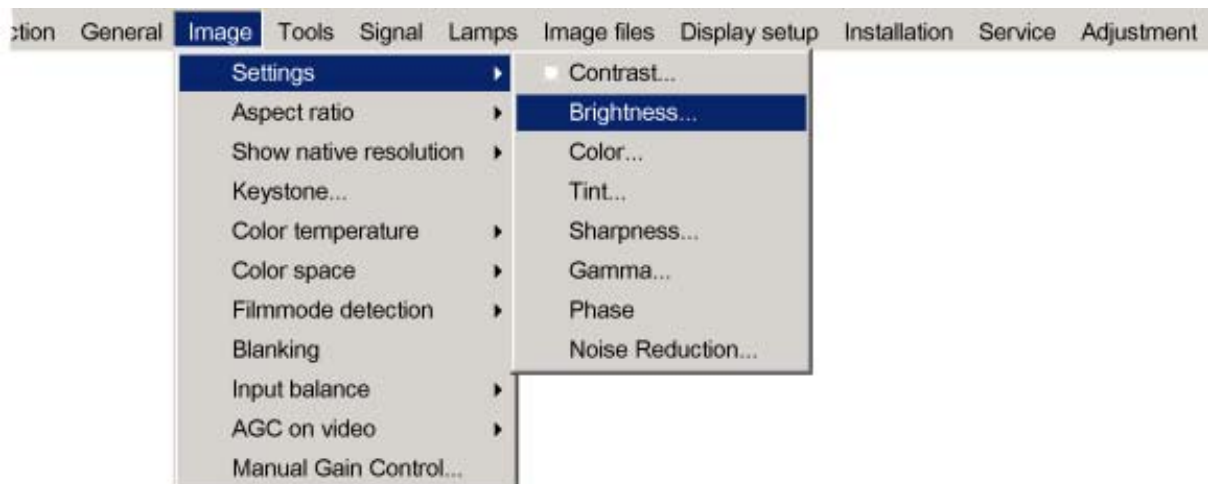 ction General Image Tools Signal Lamps Image files Display setup Installation Service Adjustment
Settings
Aspect ratio
Show native resolution
Keystone...
Color temperature
Color space
Filmmode detection
Blanking
Input balance
AGC on video
Manual Gain Control...
Contrast...
Brightness...
Color...
Tint...
Sharpness...
Gamma...
Phase
Noise Reduction...